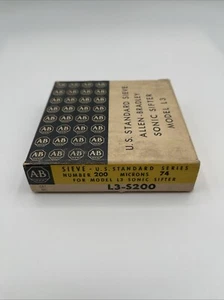 U.S. STANDARD SIEVE
ALLEN-BRADLEY
SONIC SIFTER
MODEL L3
AB
SIEVE - U.S. STANDARD SERIES
NUMBER 200 MICRONS 74
FOR MODEL L3 SONIC SIFTER
L3-S200